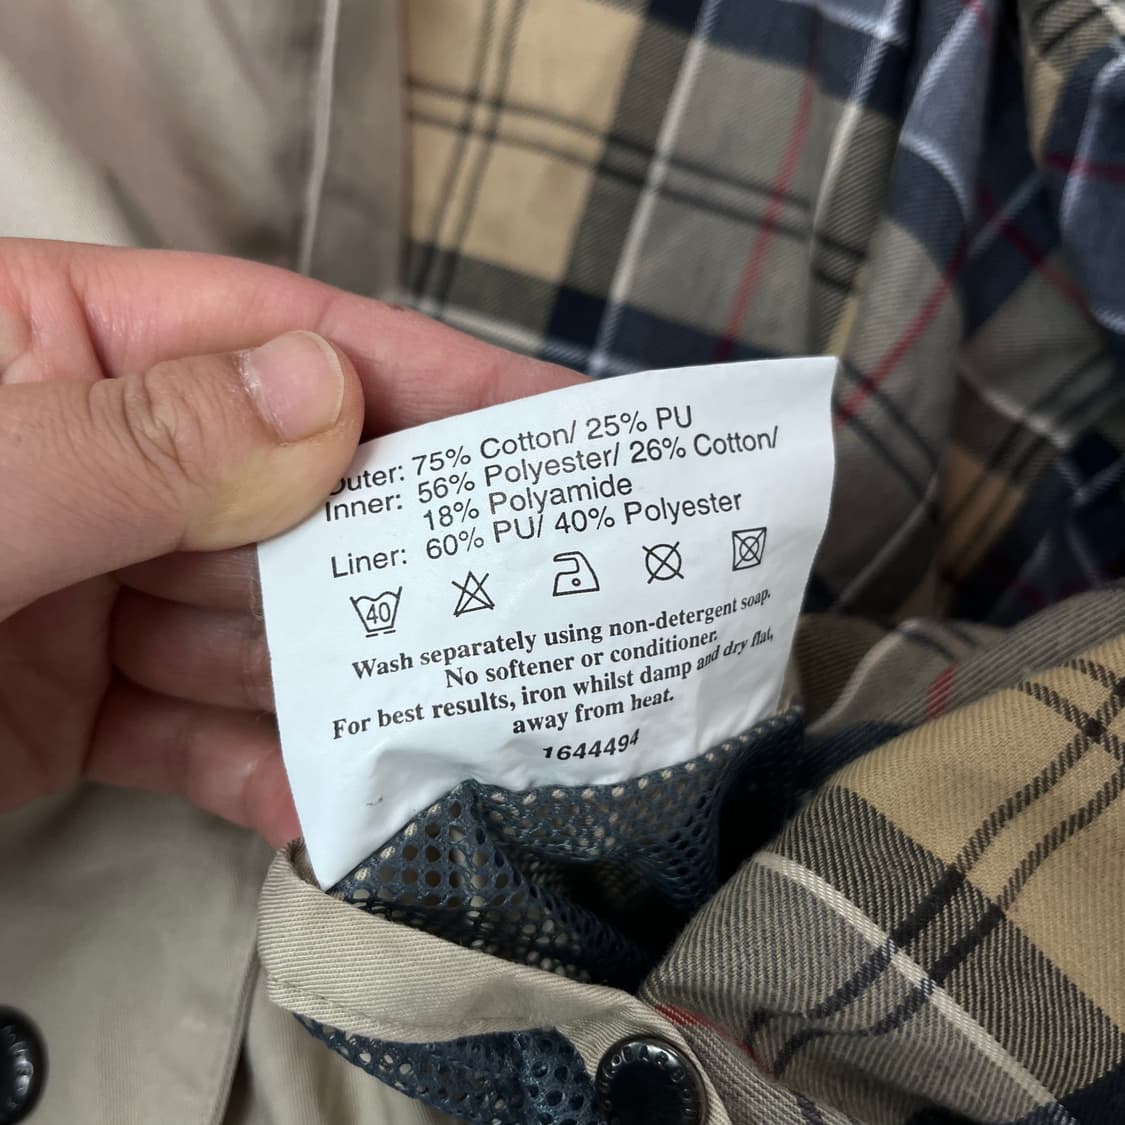 Outer: 75% Cotton/ 25% PU
Inner: 56% Polyester/ 26% Cotton/
18% Polyamide
Liner: 60% PU/ 40% Polyester
40
Wash separately using non-detergent soap.
No softener or conditioner.
For best results, iron whilst damp and dry flat,
away from heat.
1644494